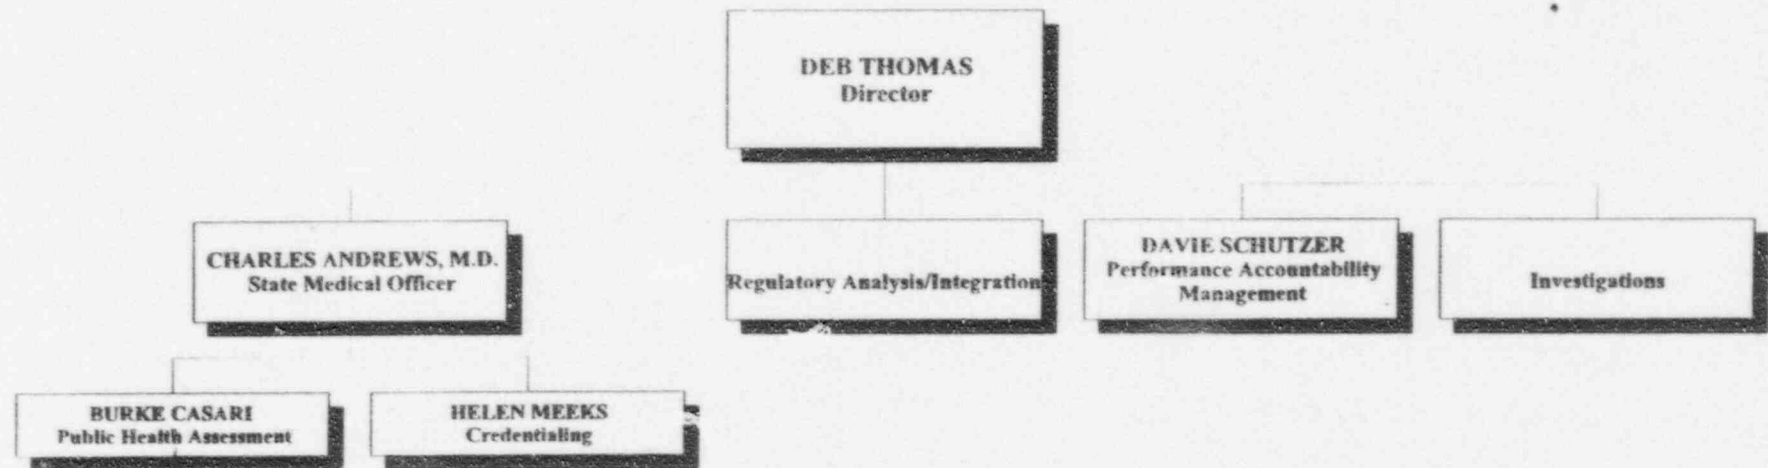 DEB THOMAS
Director
CHARLES ANDREWS, M.D.
State Medical Officer
Regulatory Analysis/Integration
DAVIE SCHUTZER
Performance Accountability
Management
Investigations
BURKE CASARI
Public Health Assessment
HELEN MEEKS
Credentialing